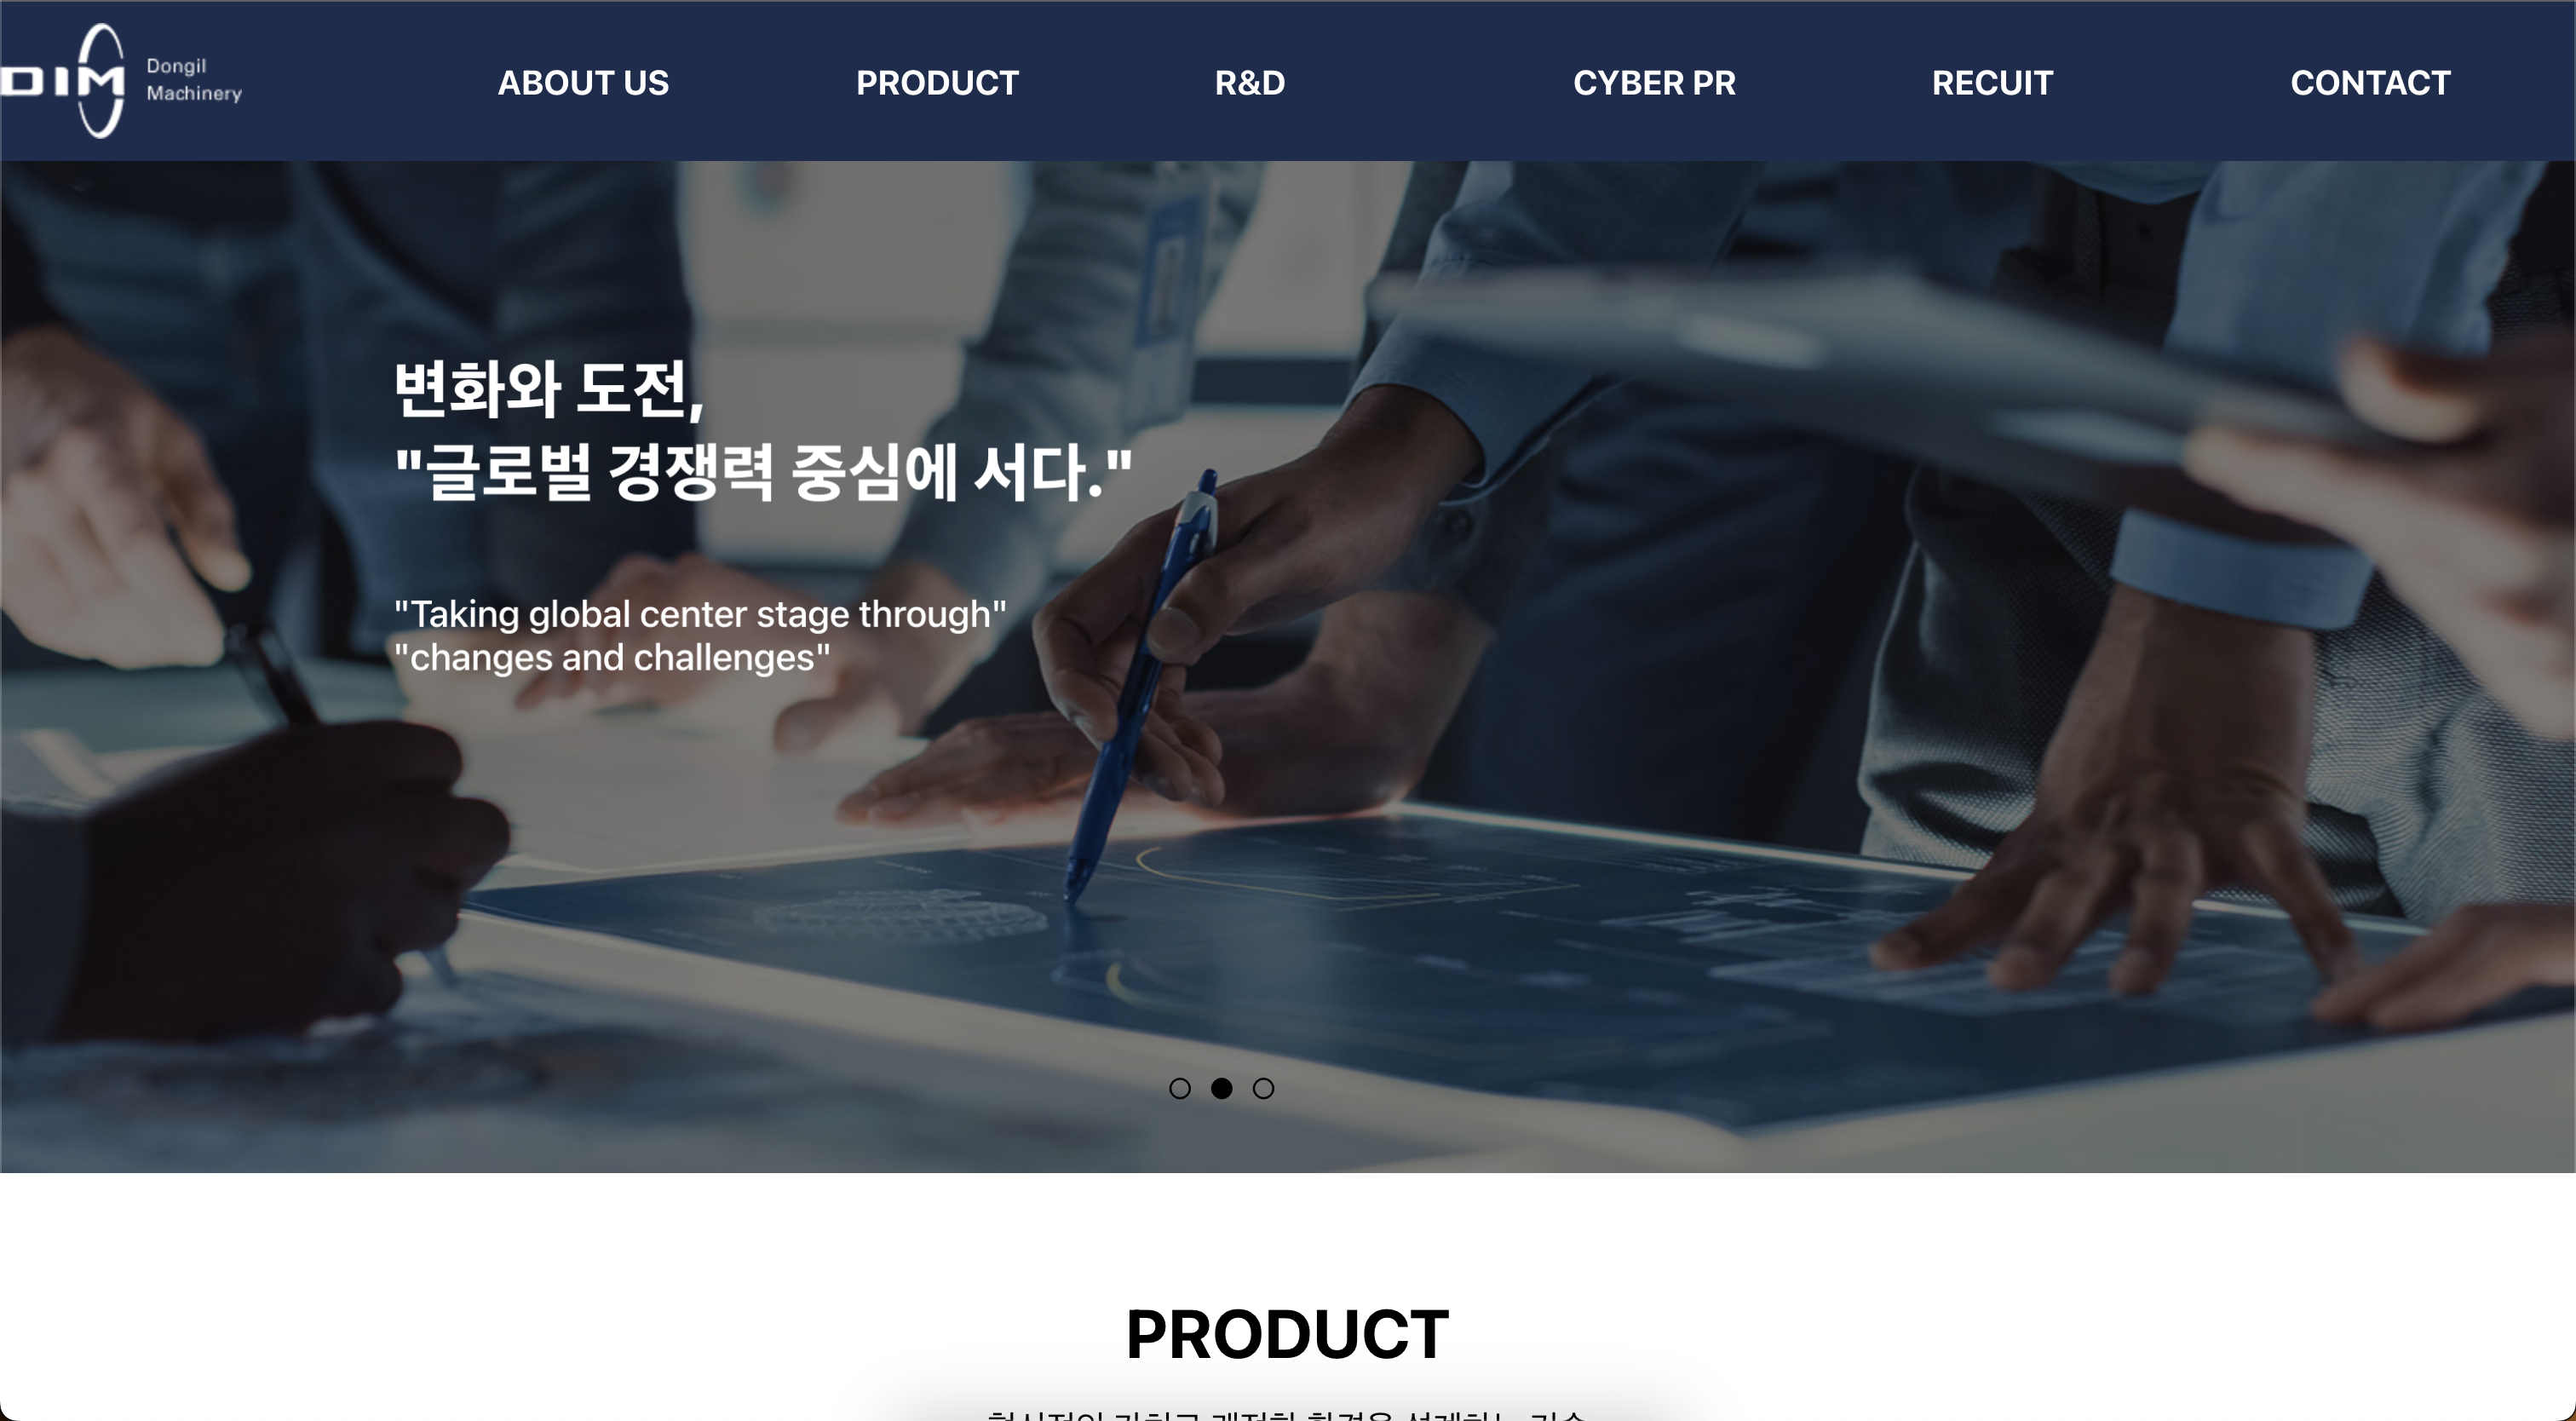 DIM
Dongil
Machinery
ABOUT US
PRODUCT
R&D
CYBER PR
RECUIT
CONTACT
변화와 도전,
"글로벌 경쟁력 중심에 서다."
"Taking global center stage through"
"changes and challenges"
PRODUCT